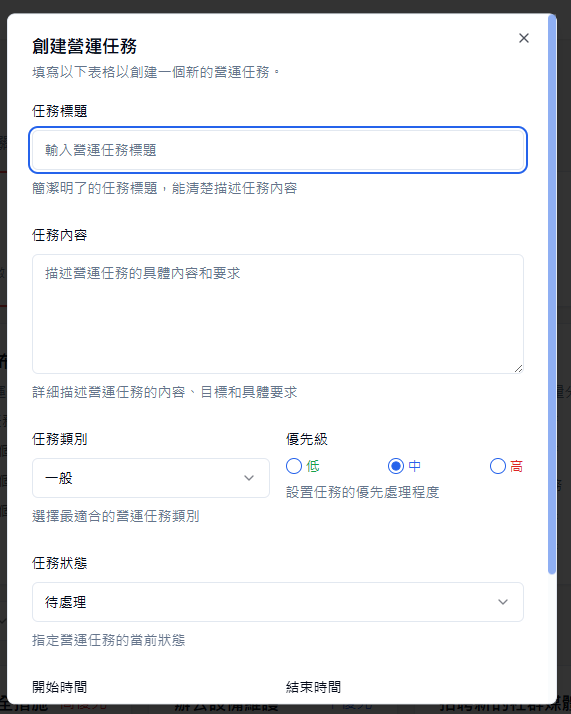 創建營運任務
填寫以下表格以創建一個新的營運任務。
任務標題
輸入營運任務標題
簡潔明了的任務標題，能清楚描述任務內容
任務內容
描述營運任務的具體內容和要求
詳細描述營運任務的內容、目標和具體要求
任務類別
優先級
一般
低 中 高
設置任務的優先處理程度
選擇最適合的營運任務類別
任務狀態
待處理
指定營運任務的當前狀態
開始時間 結束時間